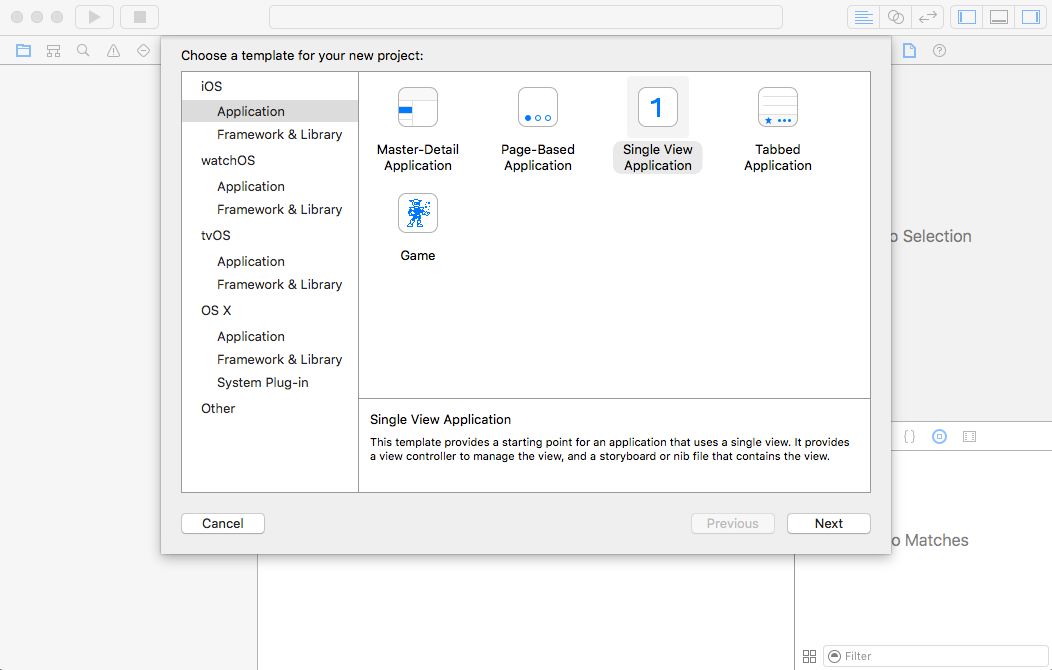 Choose a template for your new project:
iOS
Application
Framework & Library
watchOS
Application
Framework & Library
tvOS
Application
Framework & Library
OS X
Application
Framework & Library
System Plug-in
Other
Master-Detail
Application
Page-Based
Application
1
Single View
Application
Tabbed
Application
Game
Single View Application
This template provides a starting point for an application that uses a single view. It provides
a view controller to manage the view, and a storyboard or nib file that contains the view.
Cancel
Previous
Next
o Selection
{ }
o Matches
Filter